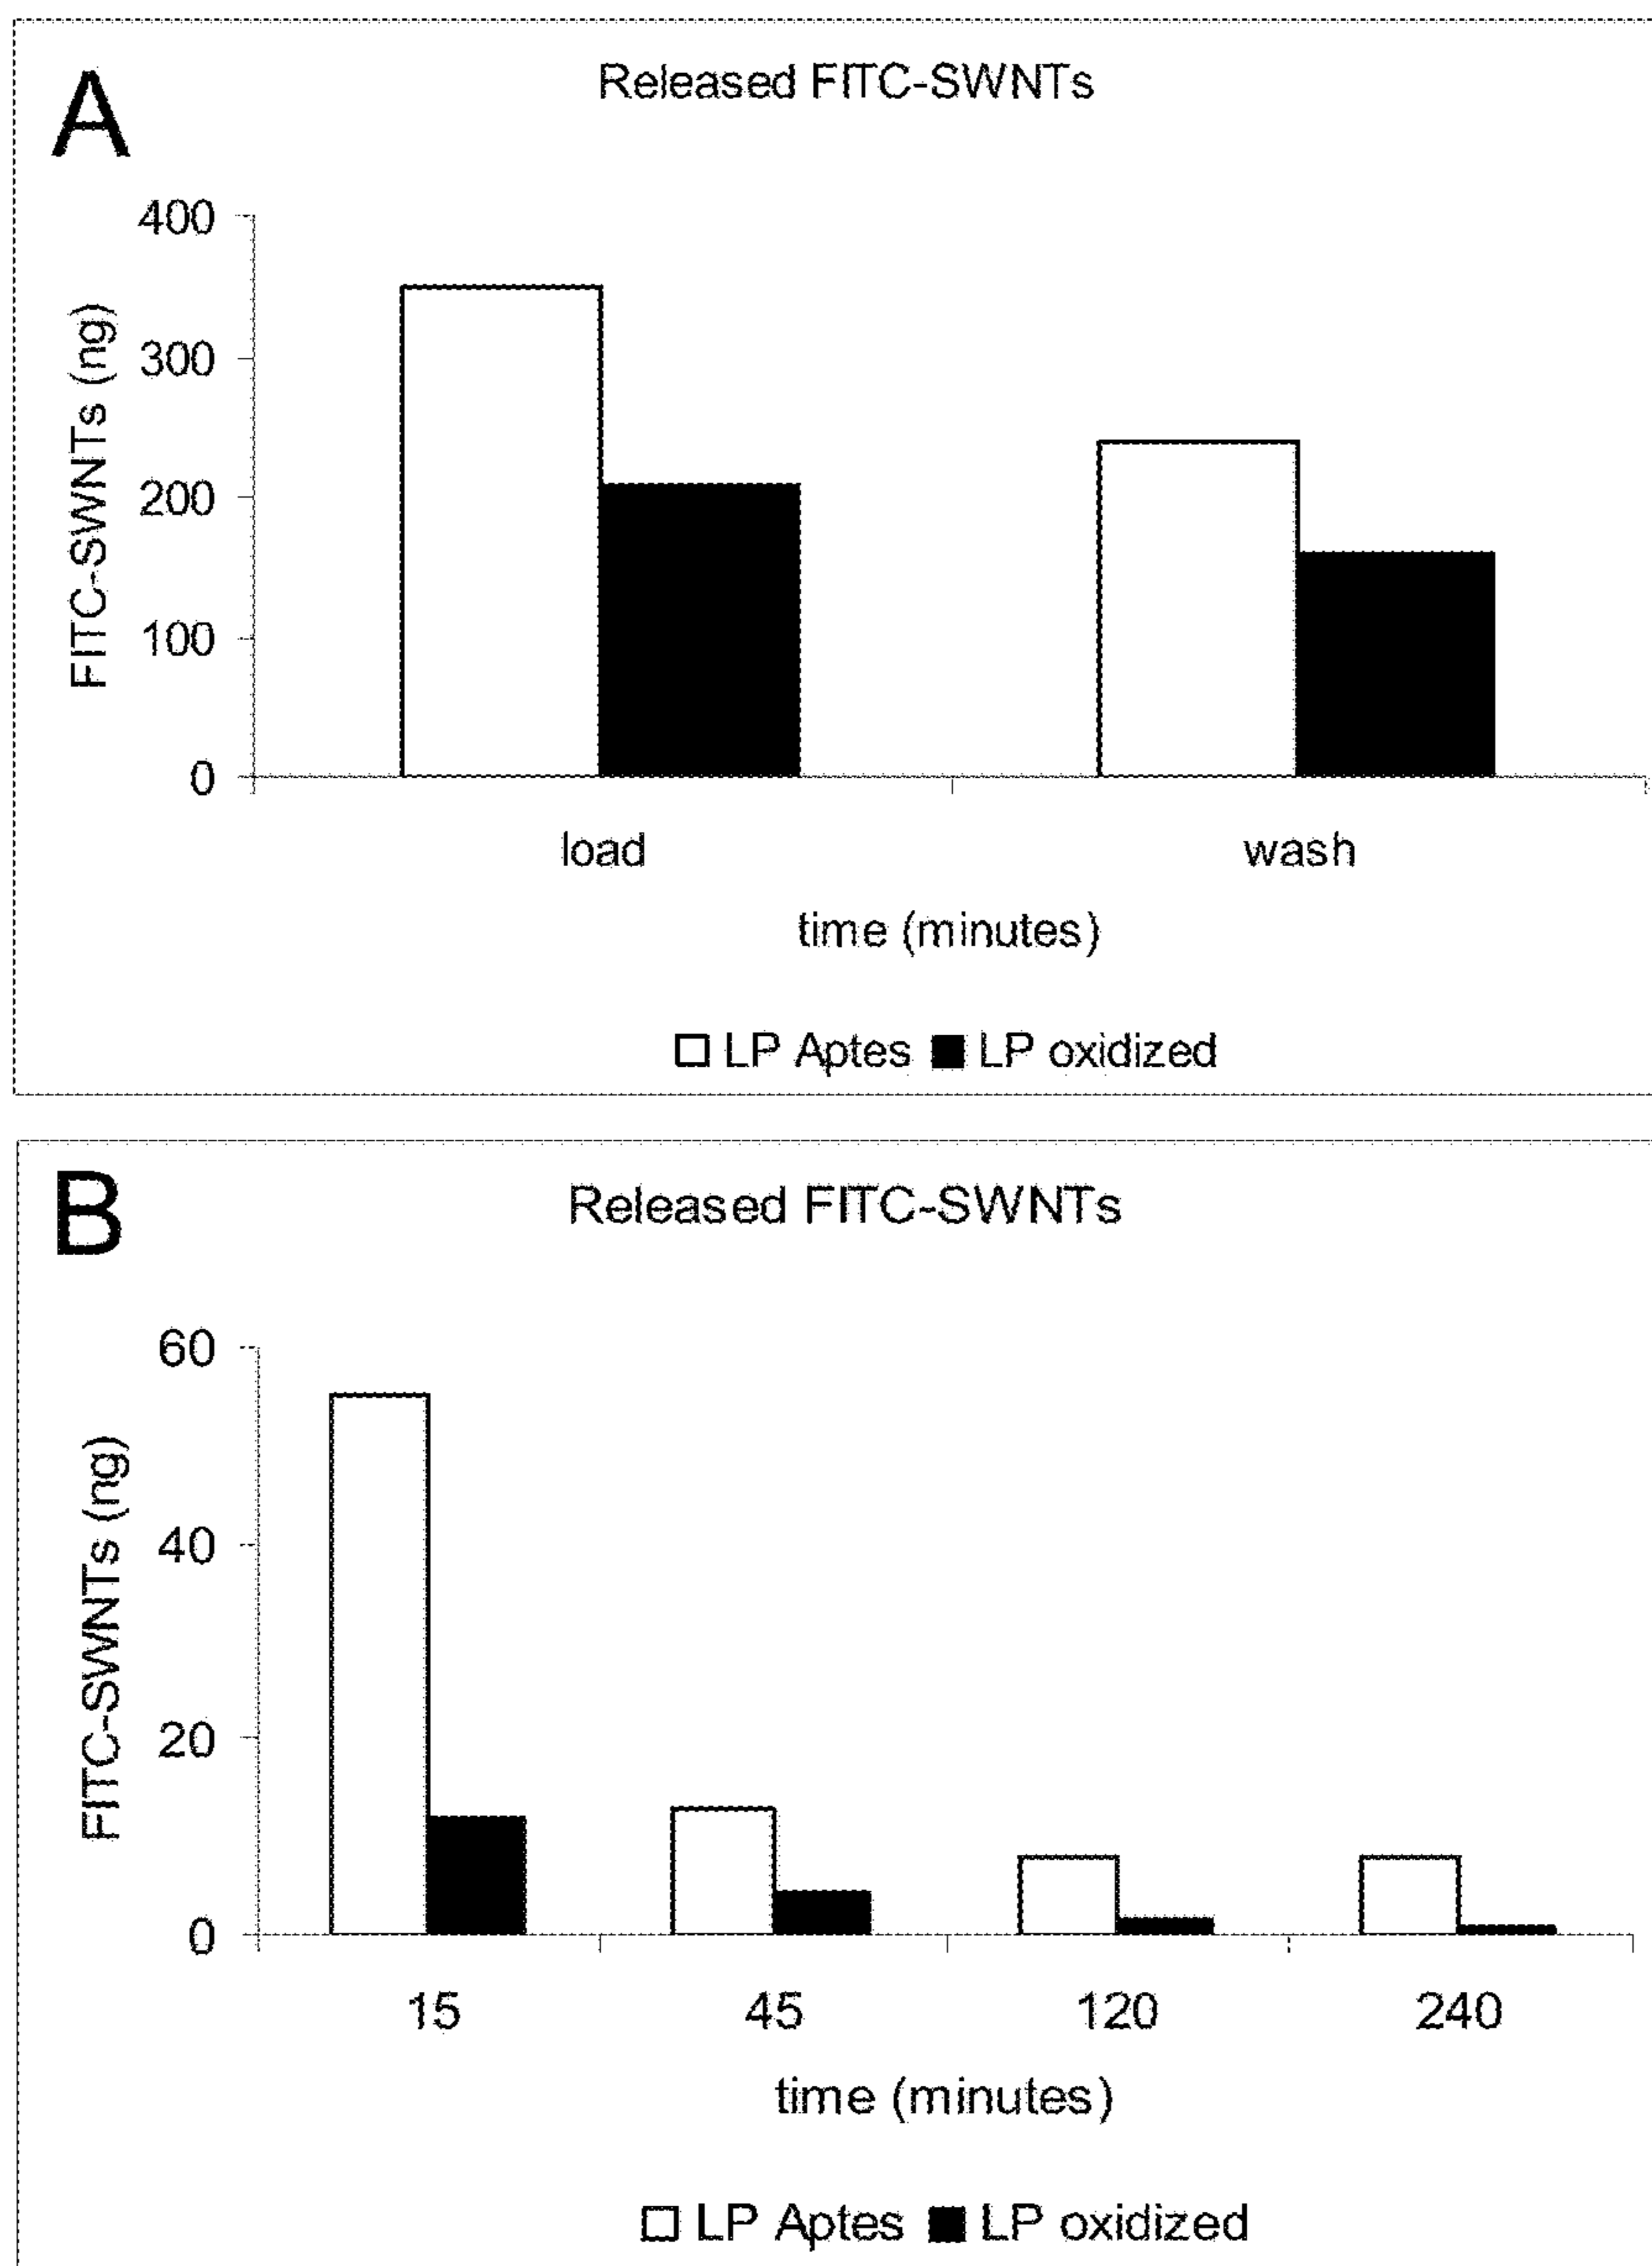 A
Released FITC-SWNTs
400
300
200
100
0
FITC-SWNTs (ng)
load wash
time (minutes)
LP Aptes LP oxidized
B
Released FITC-SWNTs
60
40
20
0
FITC-SWNTs (ng)
15 45 120 240
time (minutes)
LP Aptes LP oxidized